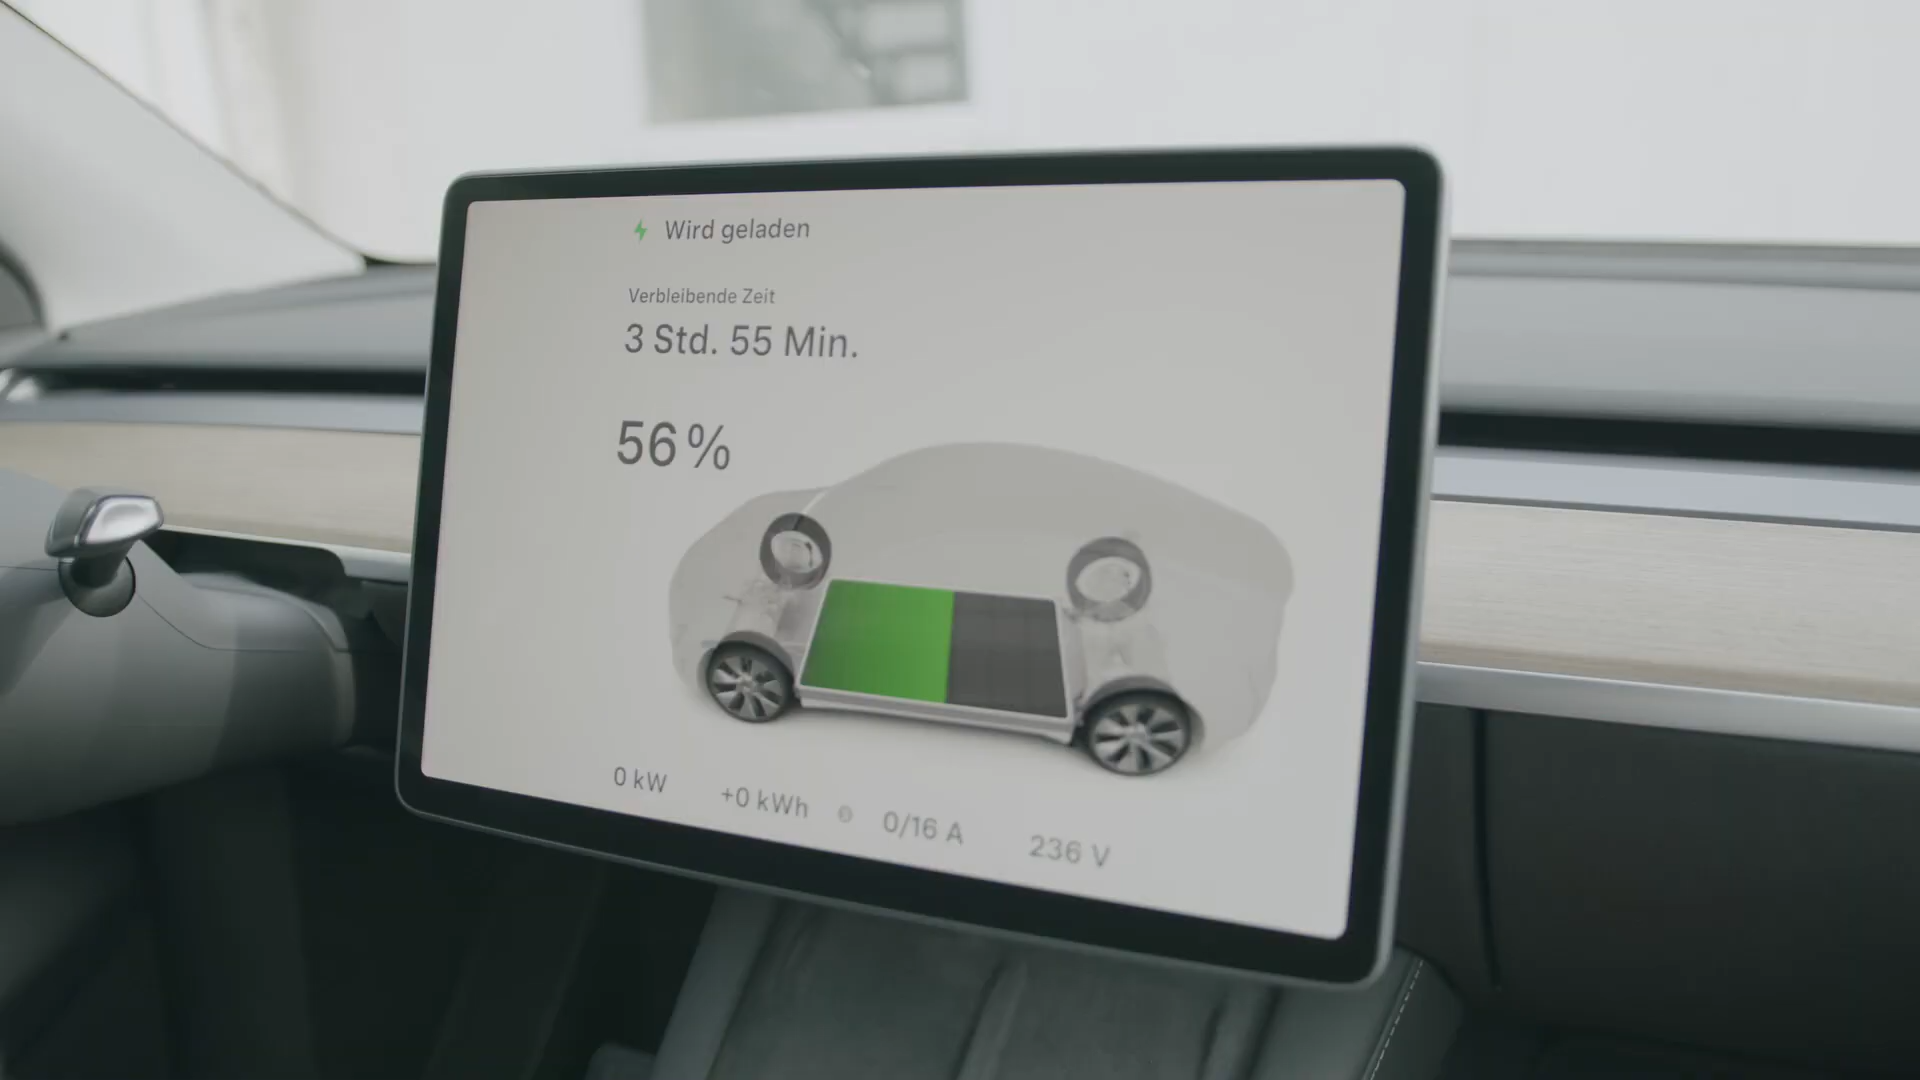 Wird geladen
Verbleibende Zeit
3 Std. 55 Min.
56 %
0 kW +0 kWh 0/16 A 236 V